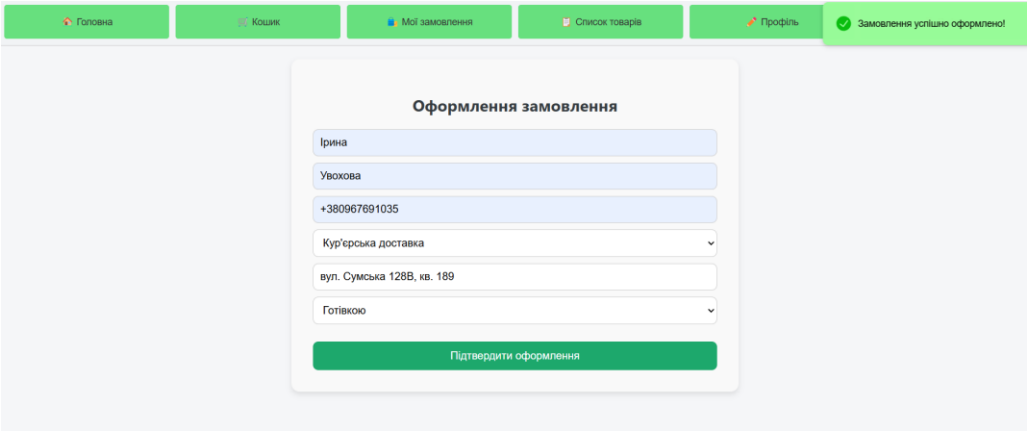 Головна
Кошик
Мої замовлення
Список товарів
Профіль
Замовлення успішно оформлено!
Оформлення замовлення
Ірина
Увохова
+380967691035
Кур'єрська доставка
вул. Сумська 128В, кв. 189
Готівкою
Підтвердити оформлення